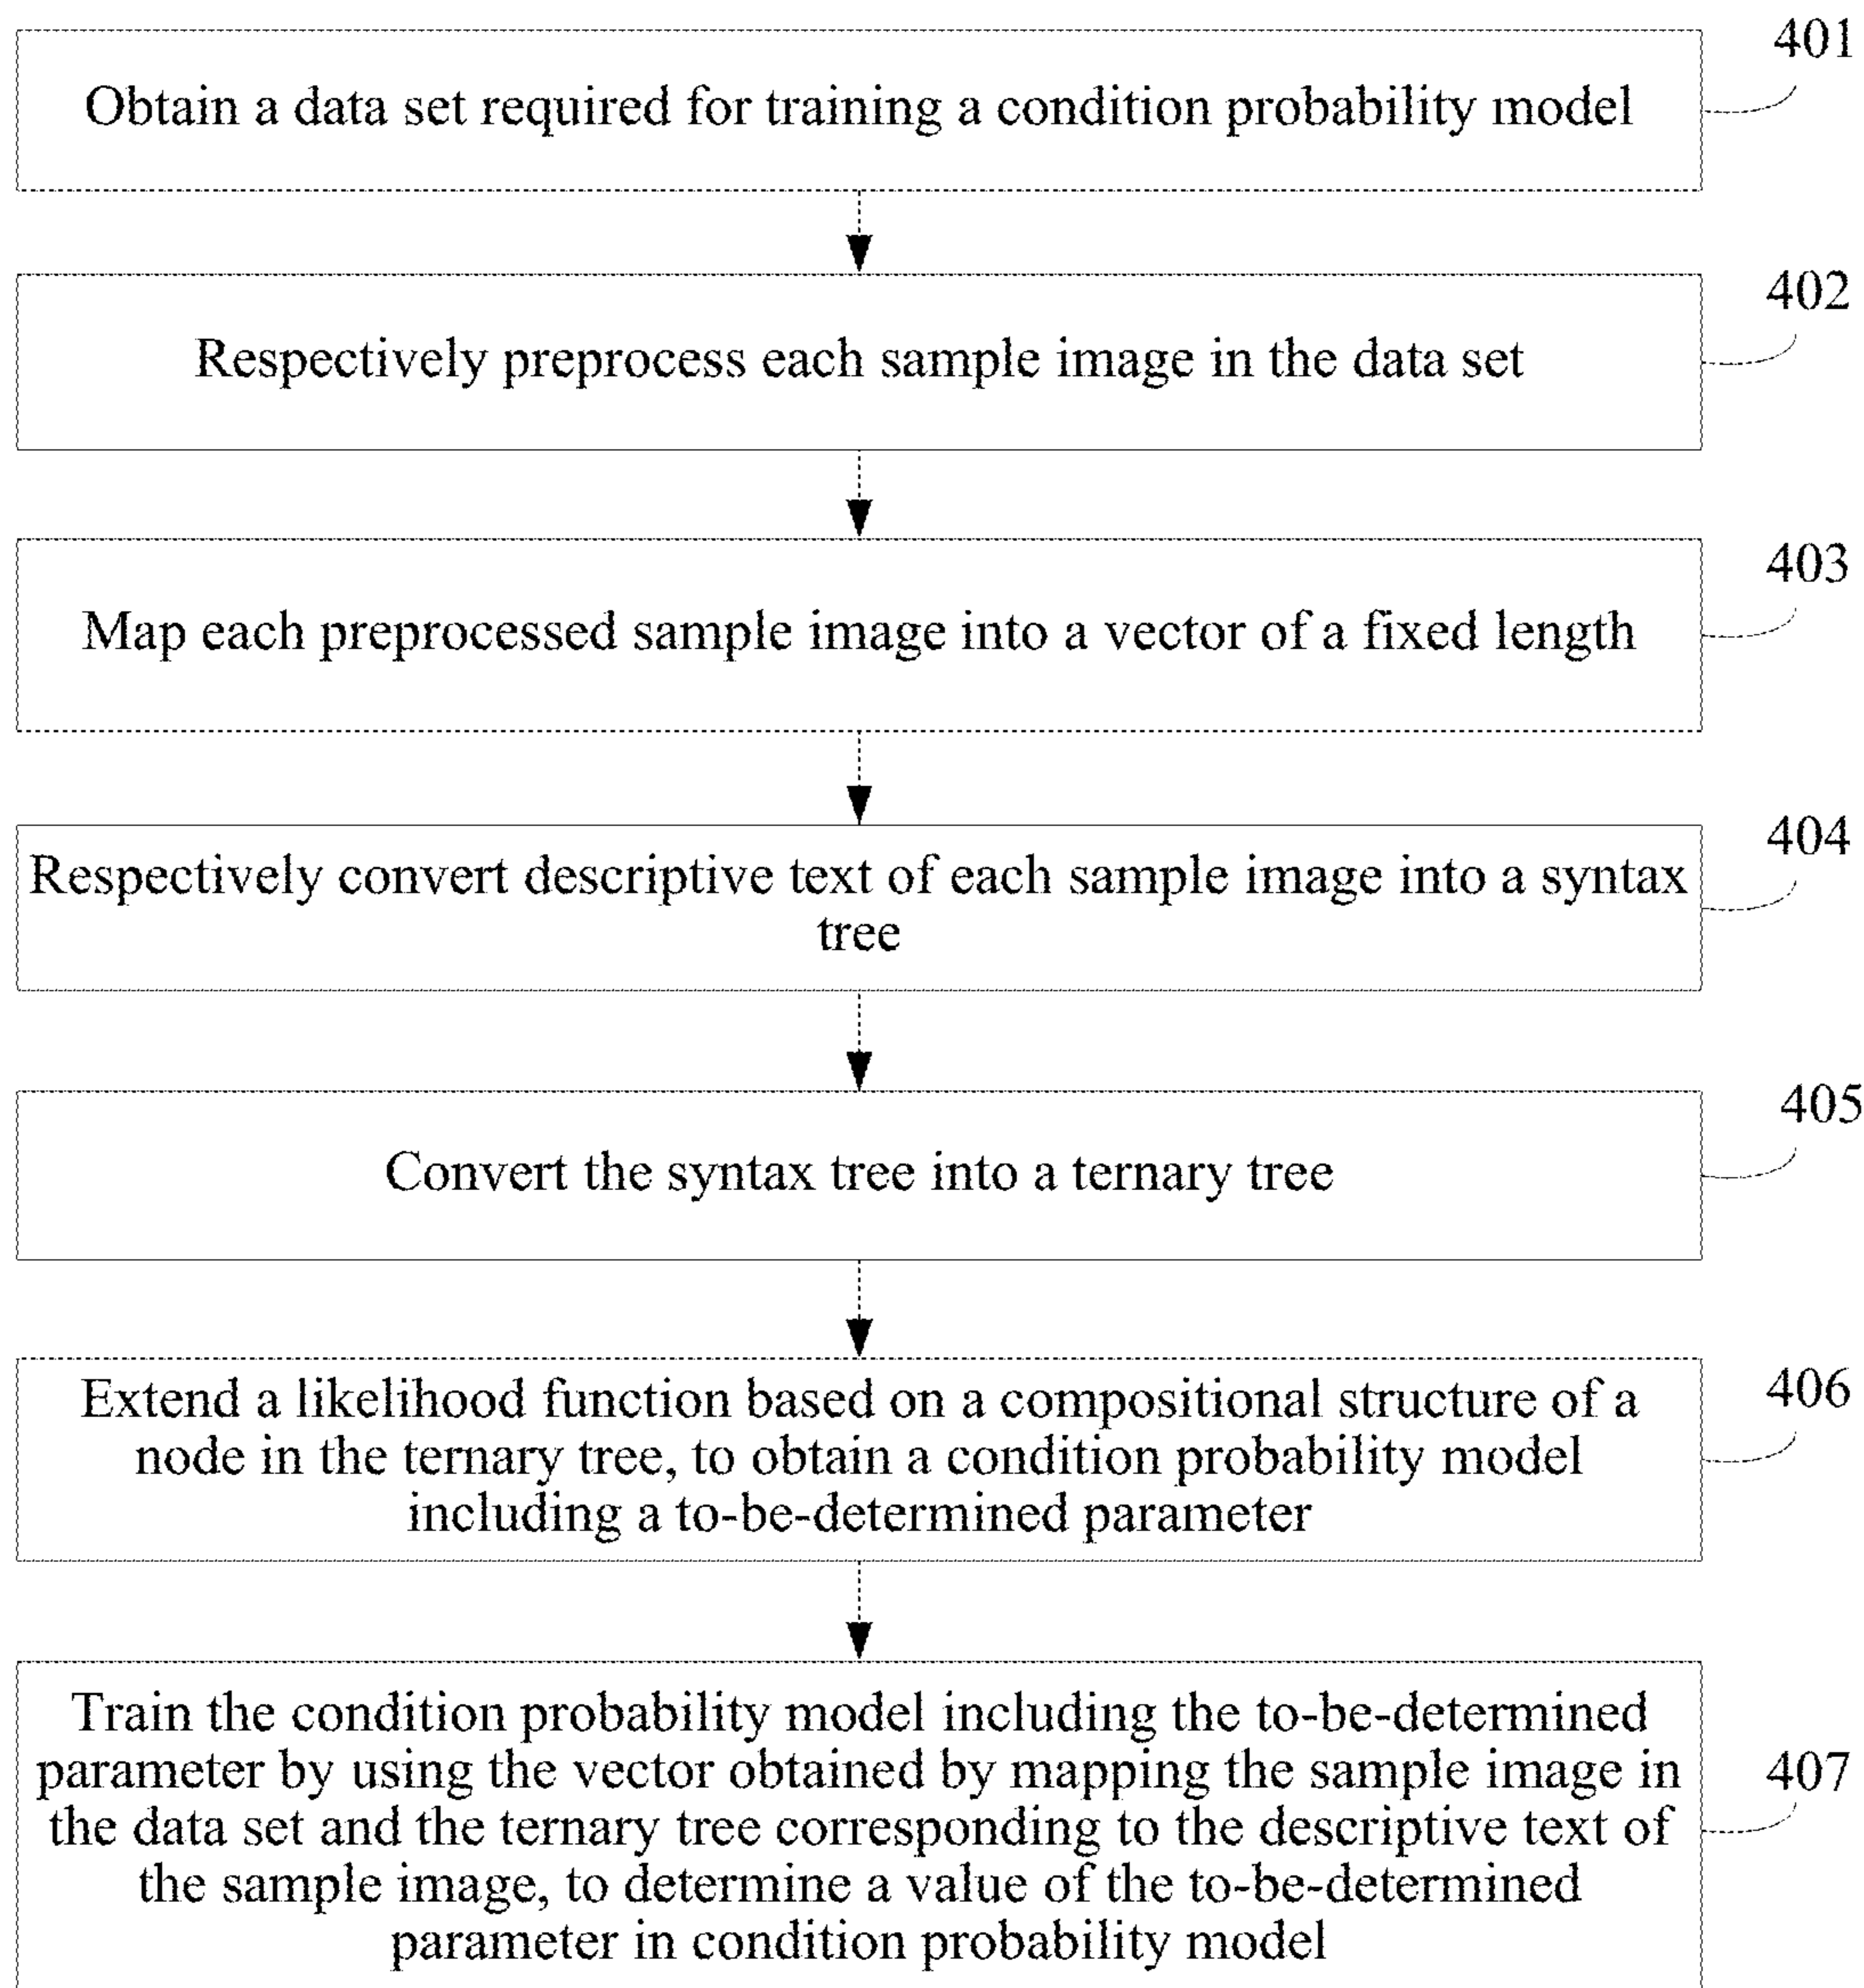 401
Obtain a data set required for training a condition probability model
402
Respectively preprocess each sample image in the data set
403
Map each preprocessed sample image into a vector of a fixed length
404
Respectively convert descriptive text of each sample image into a syntax
tree
405
Convert the syntax tree into a ternary tree
406
Extend a likelihood function based on a compositional structure of a
node in the ternary tree, to obtain a condition probability model
including a to-be-determined parameter
407
Train the condition probability model including the to-be-determined
parameter by using the vector obtained by mapping the sample image in
the data set and the ternary tree corresponding to the descriptive text of
the sample image, to determine a value of the to-be-determined
parameter in condition probability model